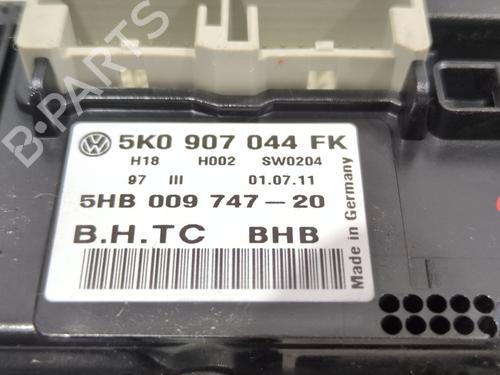 5K0 907 044 FK
H18 H002 SW0204
97 III 01.07.11
5HB 009 747-20
B.H.TC BHB
Made in Germany
B-PARTS